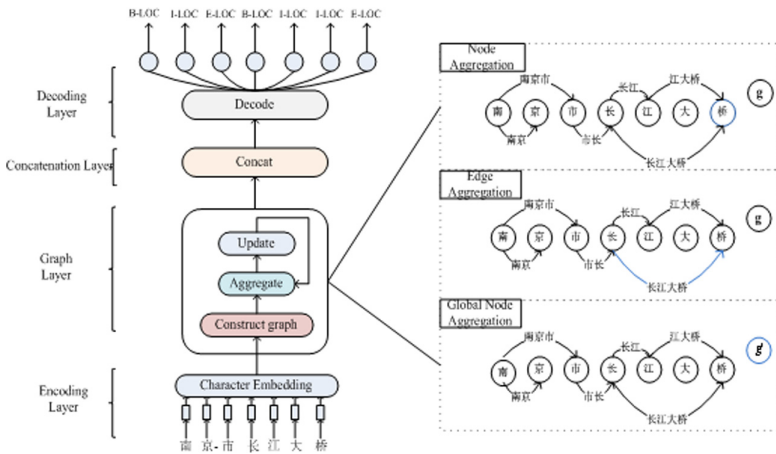 B-LOC I-LOC E-LOC B-LOC I-LOC I-LOC E-LOC
Decoding
Layer
Decode
Concatenation Layer
Concat
Graph
Layer
Update
Aggregate
Construct graph
Encoding
Layer
Character Embedding
南 京-市 长 江 大 桥
Node
Aggregation
南京市 长江 江大桥
南 京 市 长 江 大 桥 g
南京 市长
长江大桥
Edge
Aggregation
南京市 长江 江大桥
南 京 市 长 江 大 桥 g
南京 市长
长江大桥
Global Node
Aggregation
南京市 长江 江大桥
南 京 市 长 江 大 桥 g
南京 市长
长江大桥